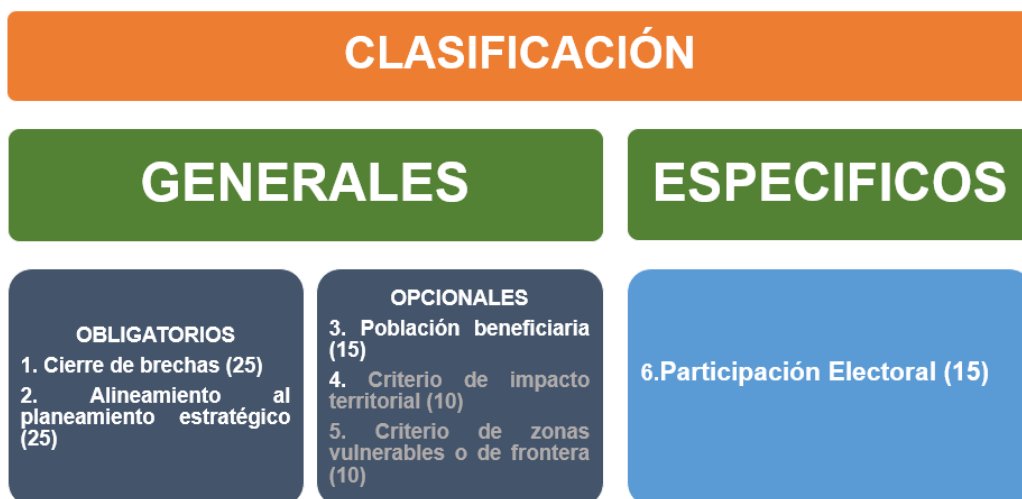 CLASIFICACIÓN
GENERALES
ESPECIFICOS
OBLIGATORIOS
1. Cierre de brechas (25)
2. Alineamiento al
planeamiento estratégico
(25)
OPCIONALES
3. Población beneficiaria
(15)
4. Criterio de impacto
territorial (10)
5. Criterio de zonas
vulnerables o de frontera
(10)
6.Participación Electoral (15)